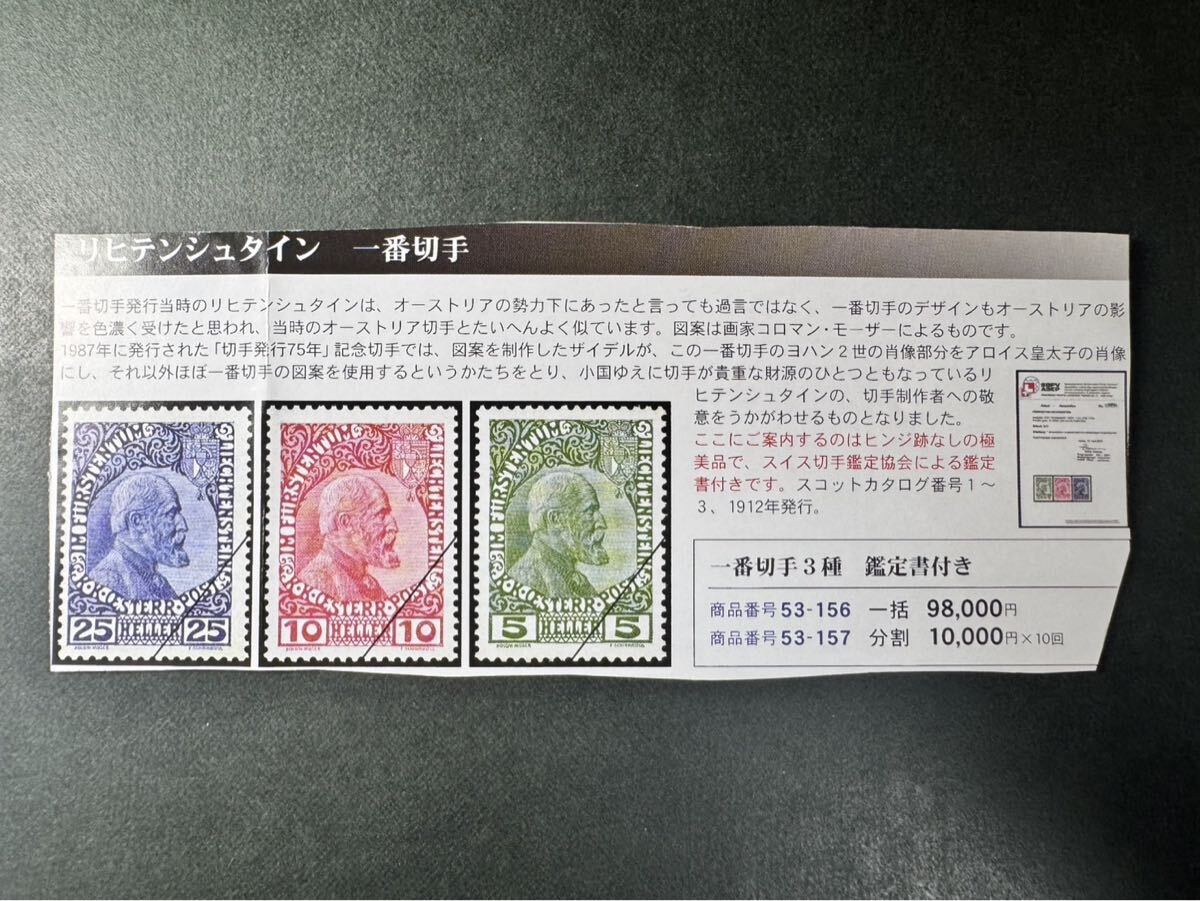 リヒテンシュタイン　一番切手
一番切手発行当時のリヒテンシュタインは、オーストリアの勢力下にあったと言っても過言ではなく、一番切手のデザインもオーストリアの影
響を色濃く受けたと思われ、当時のオーストリア切手とたいへんよく似ています。図案は画家コロマン・モーザーによるものです。
1987年に発行された「切手発行75年」記念切手では、図案を制作したザイデルが、この一番切手のヨハン2世の肖像部分をアロイス皇太子の肖像
にし、それ以外ほぼ一番切手の図案を使用するというかたちをとり、小国ゆえに切手が貴重な財源のひとつともなっているリ
ヒテンシュタインの、切手制作者への敬
意をうかがわせるものとなりました。
ここにご案内するのはヒンジ跡なしの極
美品で、スイス切手鑑定協会による鑑定
書付きです。スコットカタログ番号1〜
3、1912年発行。
25 HELLER 25
10 HELLER 10
5 HELLER 5
一番切手3種　鑑定書付き
商品番号53-156　一括　98,000円
商品番号53-157　分割　10,000円×10回